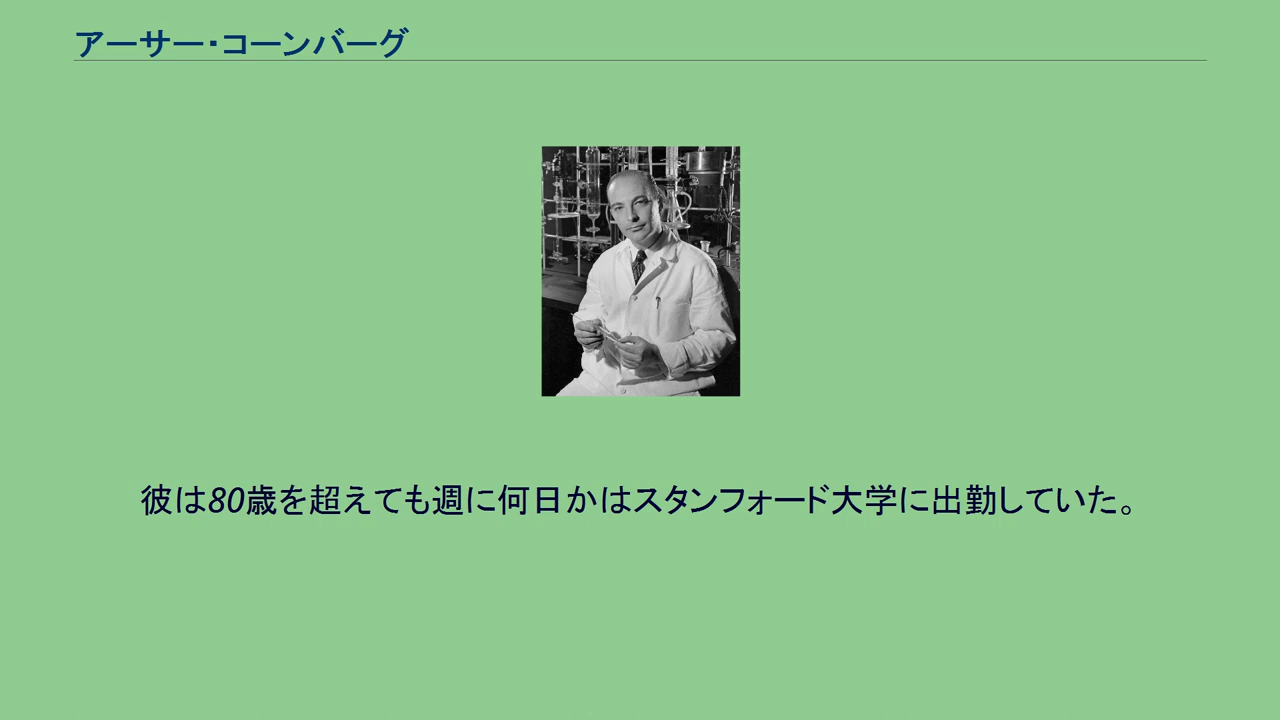 アーサー・コーンバーグ
彼は80歳を超えても週に何日かはスタンフォード大学に出勤していた。